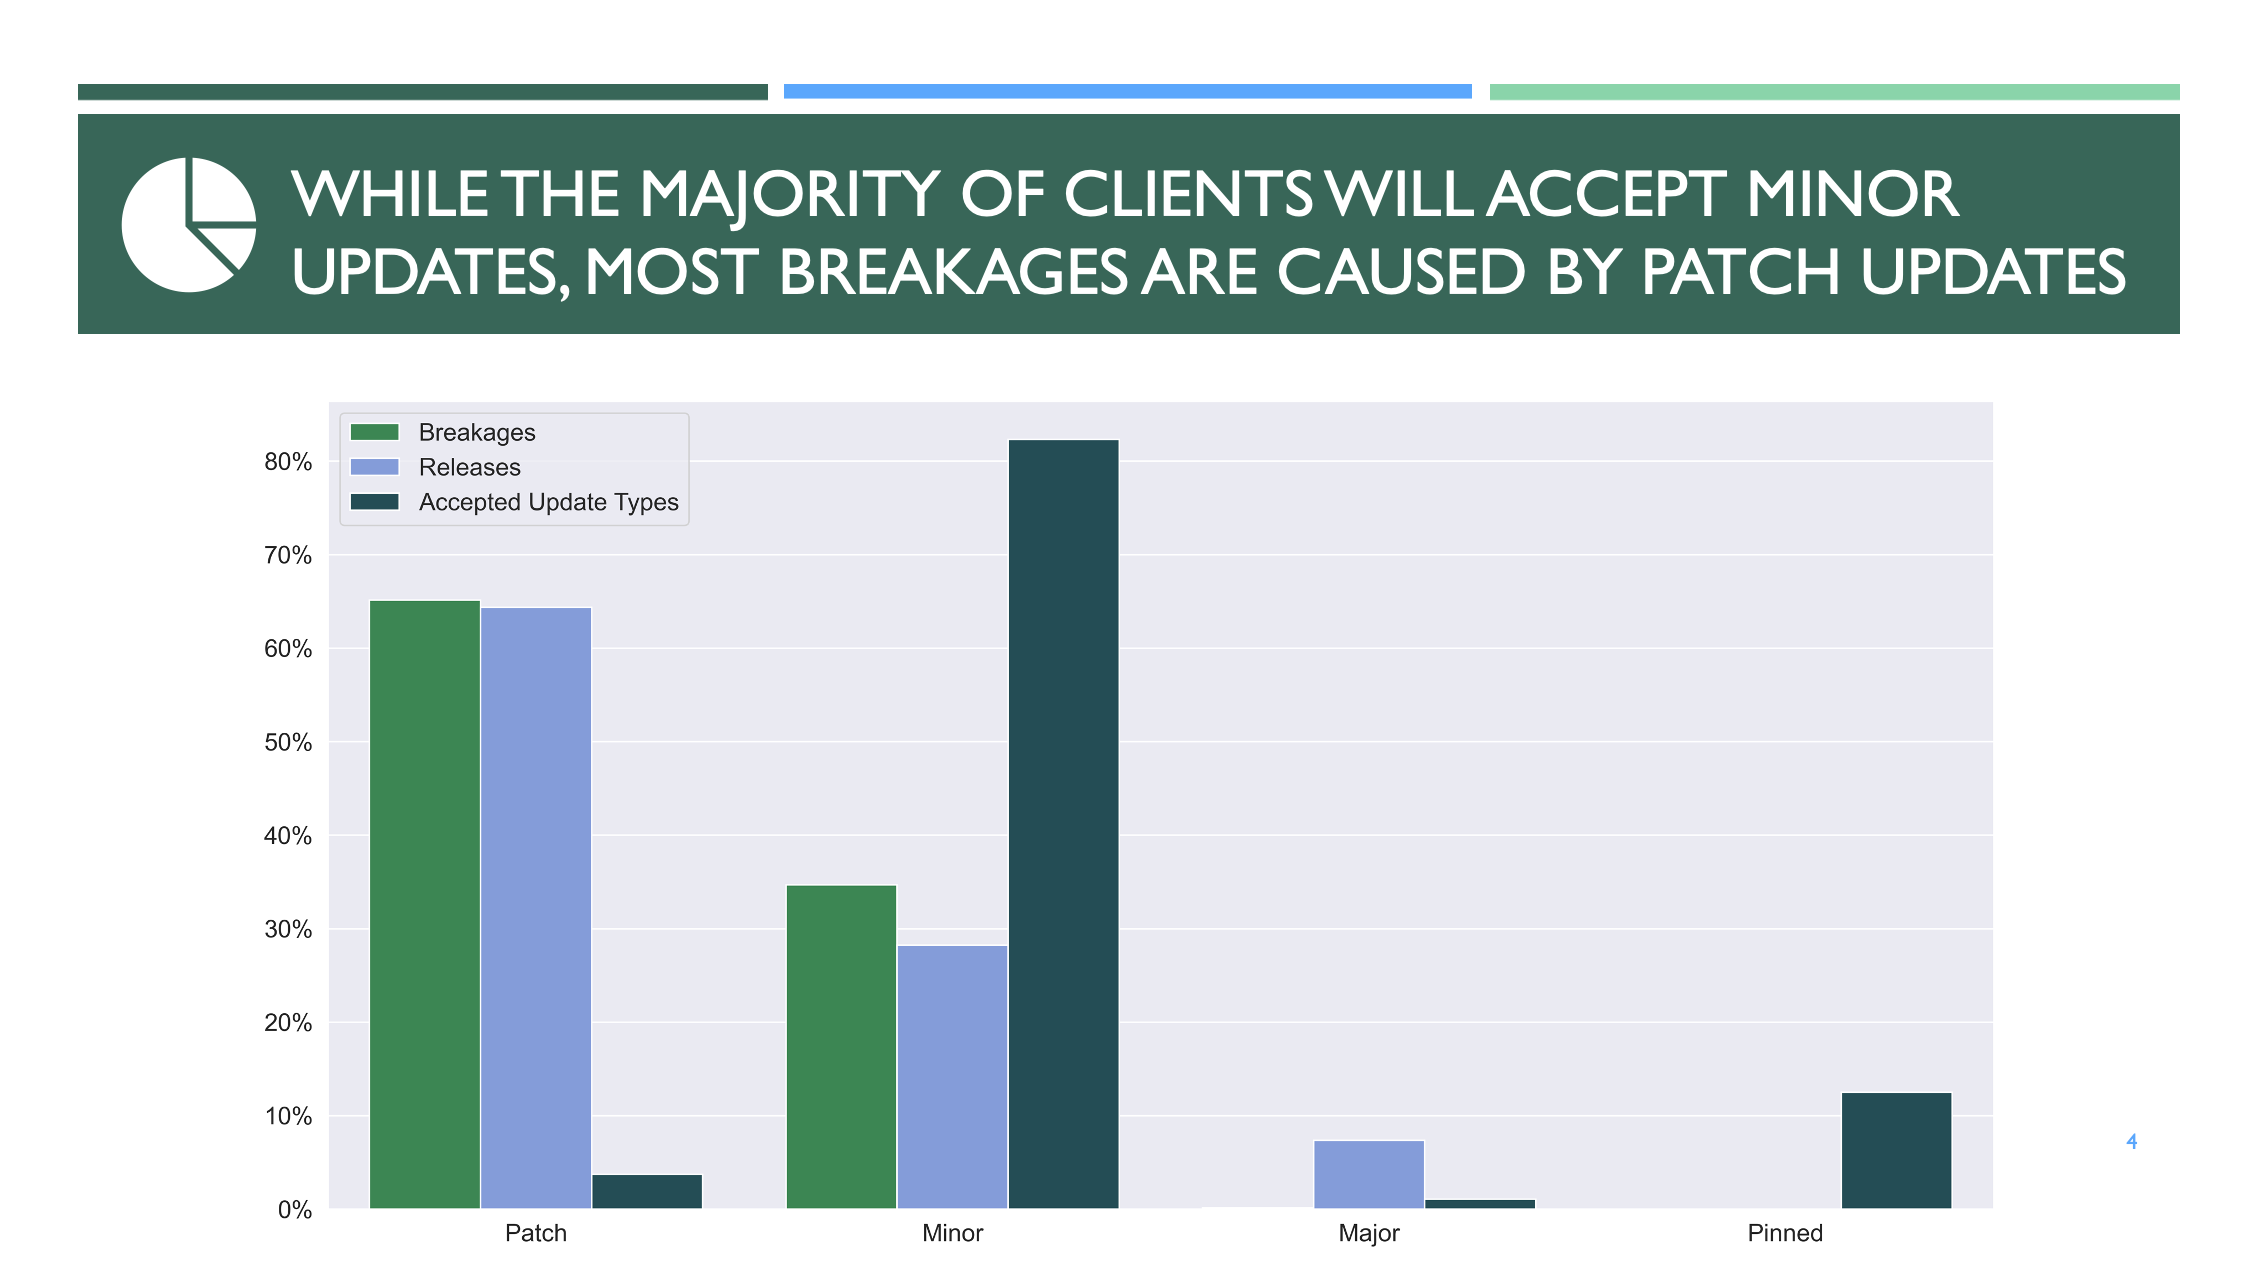 WHILE THE MAJORITY OF CLIENTS WILL ACCEPT MINOR
UPDATES, MOST BREAKAGES ARE CAUSED BY PATCH UPDATES
Breakages
Releases
Accepted Update Types
80%
70%
60%
50%
40%
30%
20%
10%
0%
Patch
Minor
Major
Pinned
4